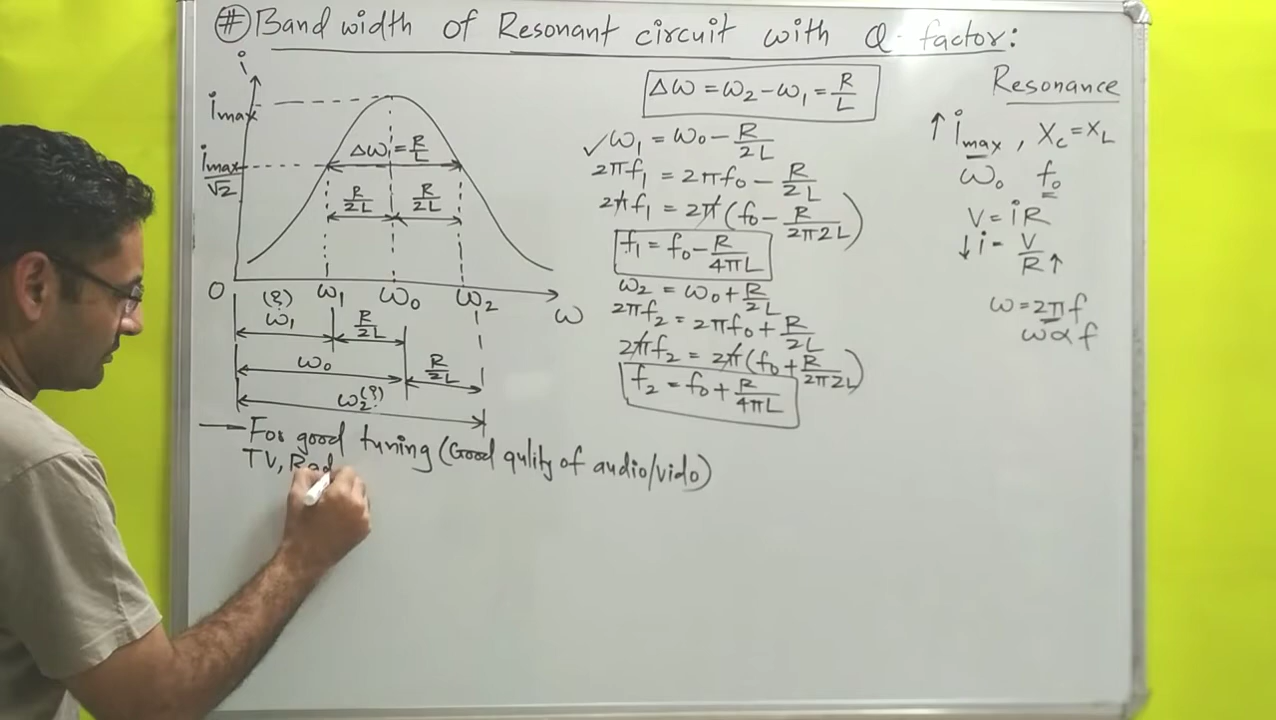 # Band width of Resonant circuit with Q-factor:
i
imax
imax/√2
Δω = R/L
R/2L R/2L
O ω1 ω0 ω2 ω
(?)
ω1 R/2L
ω0 R/2L
ω2(?)
Δω = ω2 - ω1 = R/L
✓ω1 = ω0 - R/2L
2πf1 = 2πf0 - R/2L
2πf1 = 2π(f0 - R/2π2L)
f1 = f0 - R/4πL
ω2 = ω0 + R/2L
2πf2 = 2πf0 + R/2L
2πf2 = 2π(f0 + R/2π2L)
f2 = f0 + R/4πL
Resonance
↑ imax, Xc = XL
ω0 f0
V = iR
↓i = V/R↑
ω = 2πf
ω∝f
— For good tuning (Good qulity of audio/vido)
TV, Rad